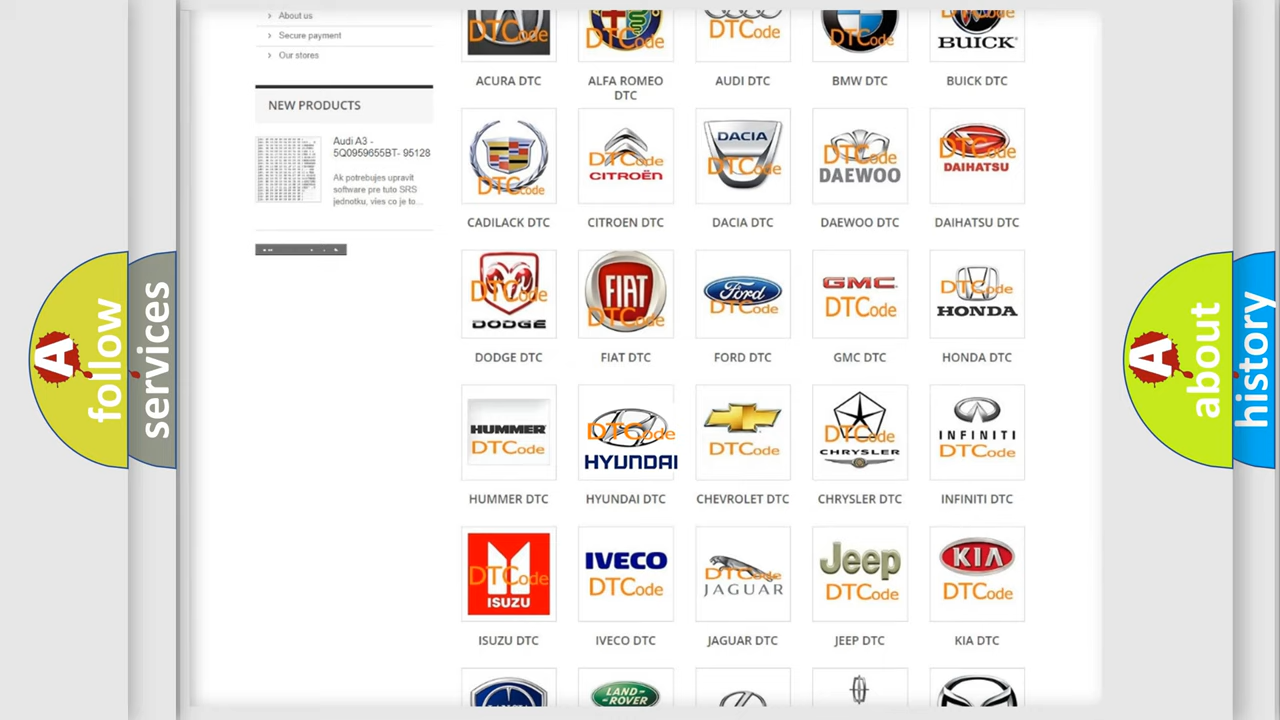 About us
Secure payment
Our stores
NEW PRODUCTS
Audi A3 -
5Q0959655BT- 95128
Ak potrebujes upravit
software pre tuto SRS
jednotku, vies co je to...
DTCode
DTCode
DTCode
DTCode
BUICK
ACURA DTC
ALFA ROMEO
DTC
AUDI DTC
BMW DTC
BUICK DTC
DTCode
DTCode
CITROËN
DACIA
DTCode
DTCode
DAEWOO
DTCode
DAIHATSU
CADILACK DTC
CITROEN DTC
DACIA DTC
DAEWOO DTC
DAIHATSU DTC
DTCode
DODGE
FIAT
DTCode
Ford
DTCode
GMC
DTCode
DTCode
HONDA
DODGE DTC
FIAT DTC
FORD DTC
GMC DTC
HONDA DTC
HUMMER
DTCode
DTCode
HYUNDAI
DTCode
DTCode
CHRYSLER
INFINITI
DTCode
HUMMER DTC
HYUNDAI DTC
CHEVROLET DTC
CHRYSLER DTC
INFINITI DTC
DTCode
ISUZU
IVECO
DTCode
DTCode
JAGUAR
Jeep
DTCode
KIA
DTCode
ISUZU DTC
IVECO DTC
JAGUAR DTC
JEEP DTC
KIA DTC
LAND-
ROVER
A
follow
services
A
about
history